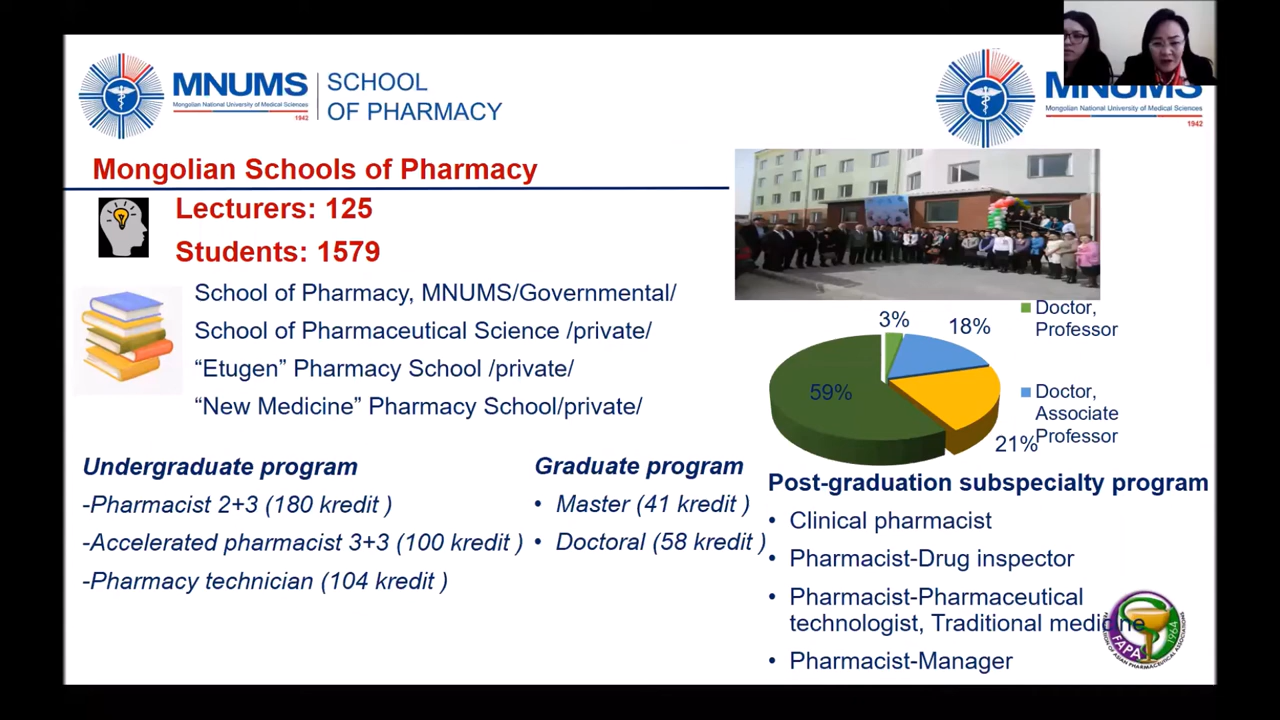 MNUMS
Mongolian National University of Medical Sciences
1942
SCHOOL
OF PHARMACY
MNUMS
Mongolian National University of Medical Sciences
1942
Mongolian Schools of Pharmacy
Lecturers: 125
Students: 1579
School of Pharmacy, MNUMS/Governmental/
School of Pharmaceutical Science /private/
“Etugen” Pharmacy School /private/
“New Medicine” Pharmacy School/private/
3%
18%
59%
21%
Doctor,
Professor
Doctor,
Associate
Professor
Undergraduate program
-Pharmacist 2+3 (180 kredit )
-Accelerated pharmacist 3+3 (100 kredit )
-Pharmacy technician (104 kredit )
Graduate program
• Master (41 kredit )
• Doctoral (58 kredit )
Post-graduation subspecialty program
• Clinical pharmacist
• Pharmacist-Drug inspector
• Pharmacist-Pharmaceutical
technologist, Traditional medicine
• Pharmacist-Manager
FAPA
1964
OF ASIAN PHARMACEUTICAL ASSOCIATIONS